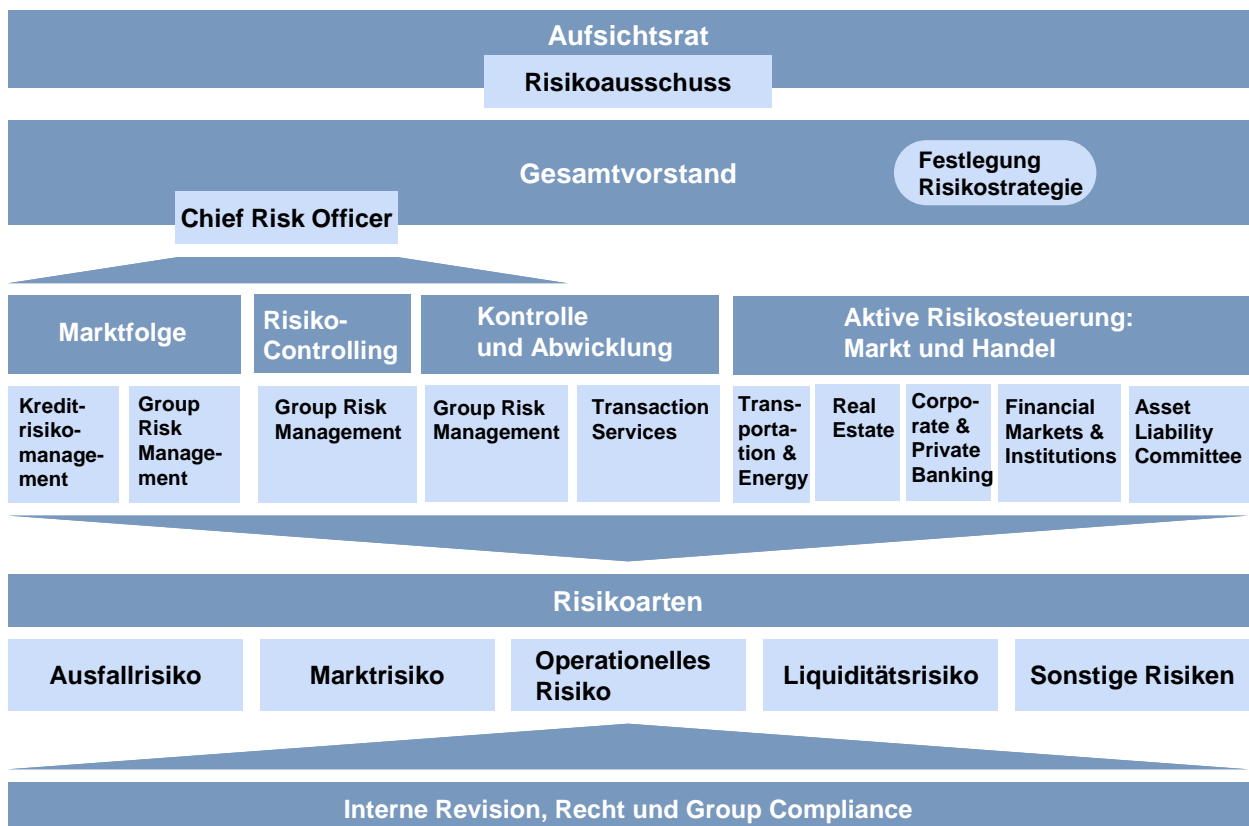 Aufsichtsrat
Risikoausschuss
Gesamtvorstand
Festlegung
Risikostrategie
Chief Risk Officer
Marktfolge
Risiko-
Controlling
Kontrolle
und Abwicklung
Aktive Risikosteuerung:
Markt und Handel
Kredit-
risiko-
manage-
ment
Group
Risk
Manage-
ment
Group Risk
Management
Group Risk
Management
Transaction
Services
Trans-
porta-
tion &
Energy
Real
Estate
Corpo-
rate &
Private
Banking
Financial
Markets &
Institutions
Asset
Liability
Committee
Risikoarten
Ausfallrisiko
Marktrisiko
Operationelles
Risiko
Liquiditätsrisiko
Sonstige Risiken
Interne Revision, Recht und Group Compliance